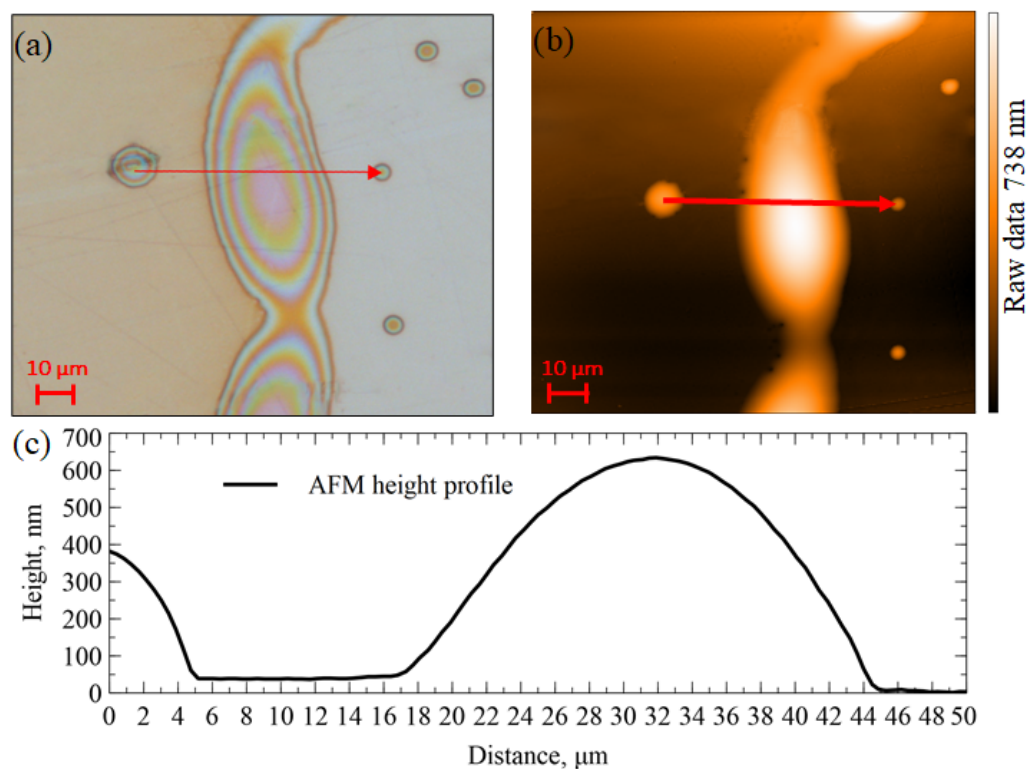 (a)
10 µm
(b)
10 µm
Raw data 738 nm
(c)
700
600
500
400
300
200
100
0
Height, nm
AFM height profile
0 2 4 6 8 10 12 14 16 18 20 22 24 26 28 30 32 34 36 38 40 42 44 46 48 50
Distance, µm